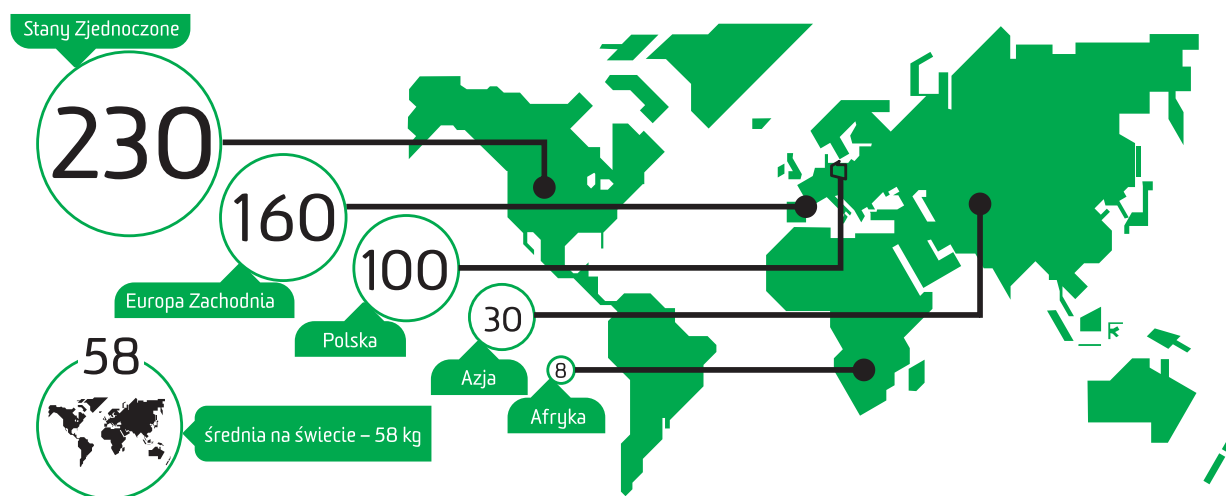 Stany Zjednoczone
230
160
Europa Zachodnia
100
Polska
30
Azja
8
Afryka
58
średnia na świecie – 58 kg